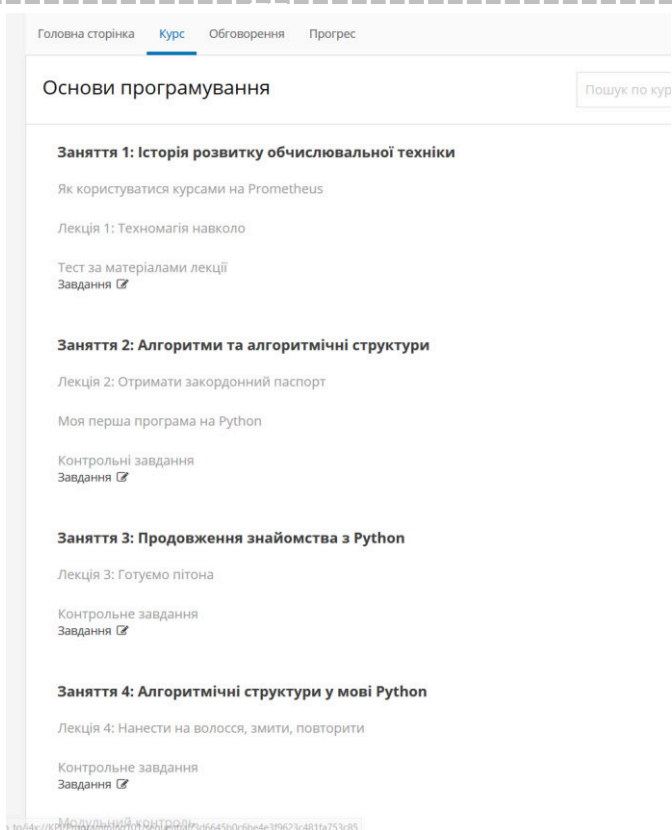 Головна сторінка Курс Обговорення Прогрес
Основи програмування
Пошук по кур
Заняття 1: Історія розвитку обчислювальної техніки
Як користуватися курсами на Prometheus
Лекція 1: Техномагія навколо
Тест за матеріалами лекції
Завдання
Заняття 2: Алгоритми та алгоритмічні структури
Лекція 2: Отримати закордонний паспорт
Моя перша програма на Python
Контрольні завдання
Завдання
Заняття 3: Продовження знайомства з Python
Лекція 3: Готуємо пітона
Контрольне завдання
Завдання
Заняття 4: Алгоритмічні структури у мові Python
Лекція 4: Нанести на волосся, змити, повторити
Контрольне завдання
Завдання
Модульний контроль